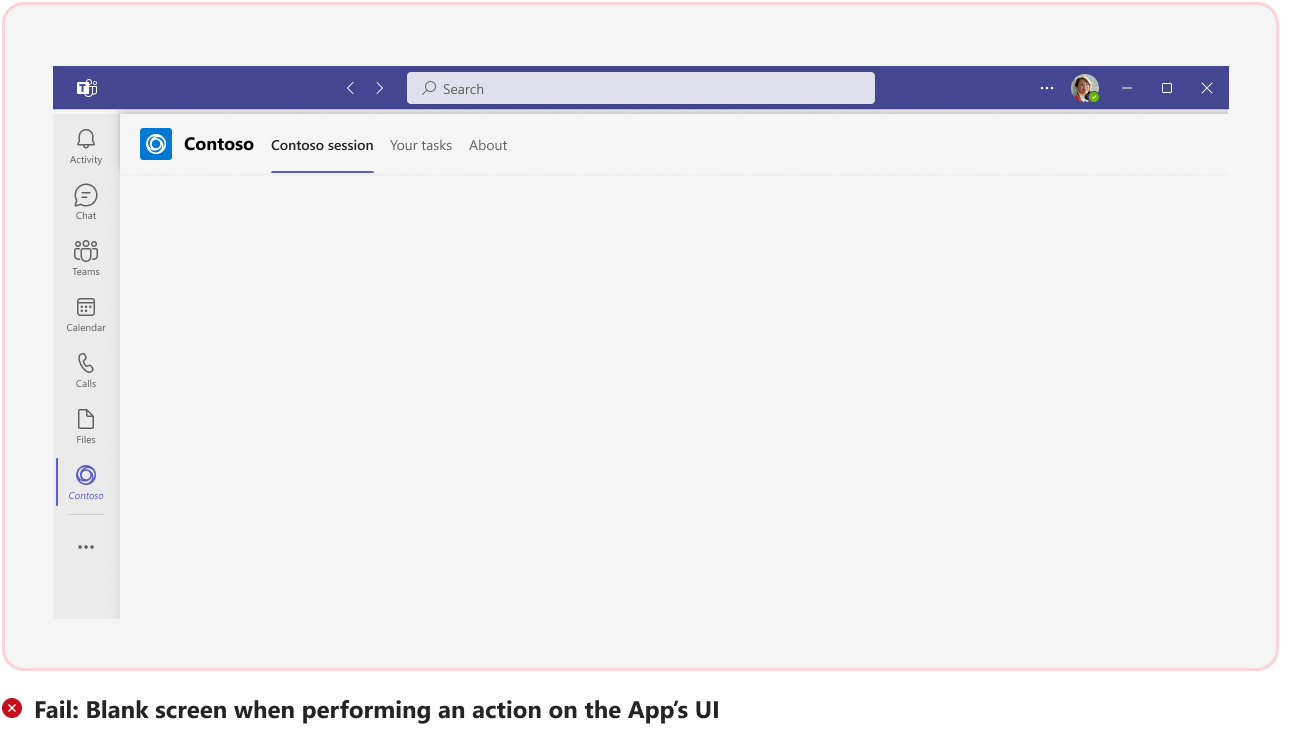 Search
Contoso Contoso session Your tasks About
Activity
Chat
Teams
Calendar
Calls
Files
Contoso
Fail: Blank screen when performing an action on the App’s UI